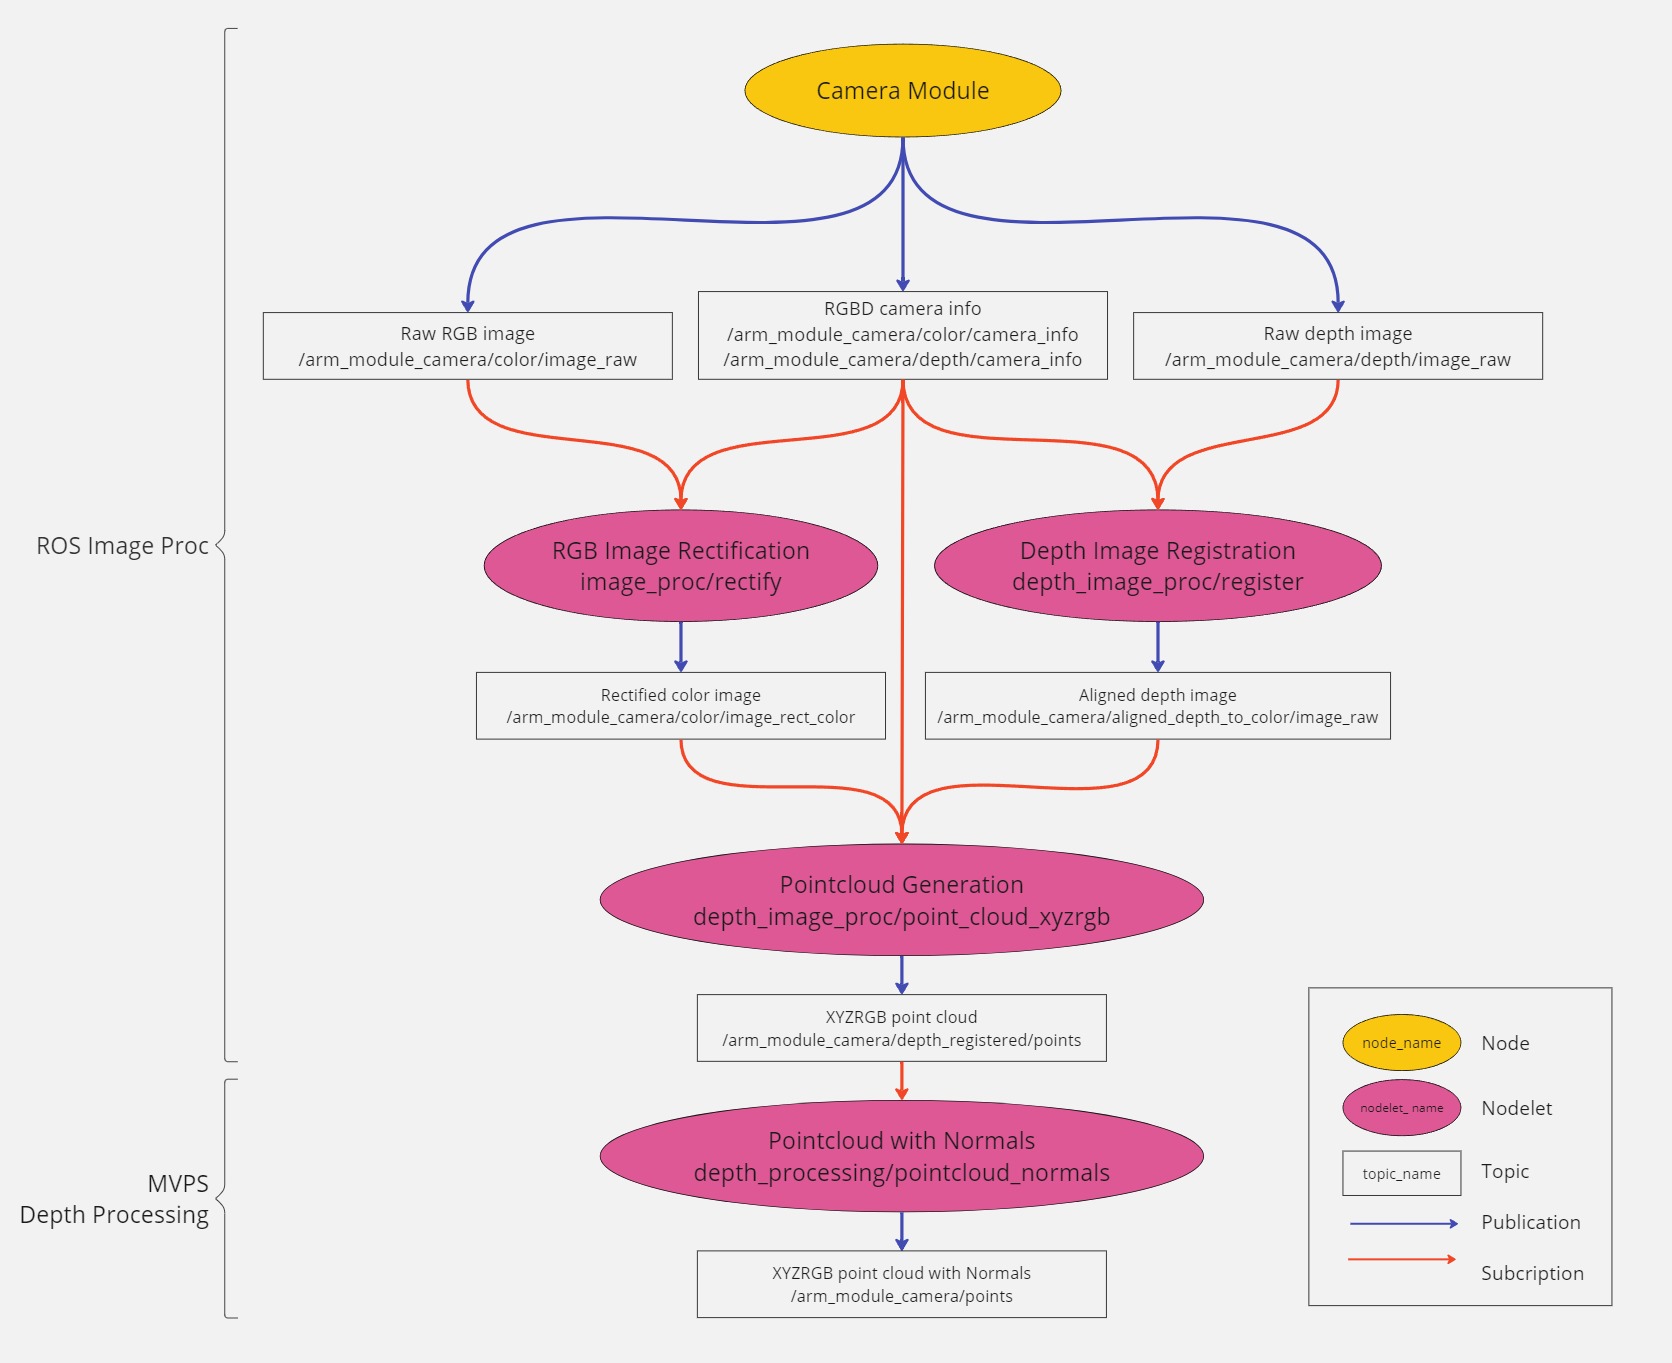 Camera Module
Raw RGB image
/arm_module_camera/color/image_raw
RGBD camera info
/arm_module_camera/color/camera_info
/arm_module_camera/depth/camera_info
Raw depth image
/arm_module_camera/depth/image_raw
ROS Image Proc
RGB Image Rectification
image_proc/rectify
Depth Image Registration
depth_image_proc/register
Rectified color image
/arm_module_camera/color/image_rect_color
Aligned depth image
/arm_module_camera/aligned_depth_to_color/image_raw
Pointcloud Generation
depth_image_proc/point_cloud_xyzrgb
XYZRGB point cloud
/arm_module_camera/depth_registered/points
MVPS
Depth Processing
Pointcloud with Normals
depth_processing/pointcloud_normals
XYZRGB point cloud with Normals
/arm_module_camera/points
node_name
Node
nodelet_ name
Nodelet
topic_name
Topic
Publication
Subcription